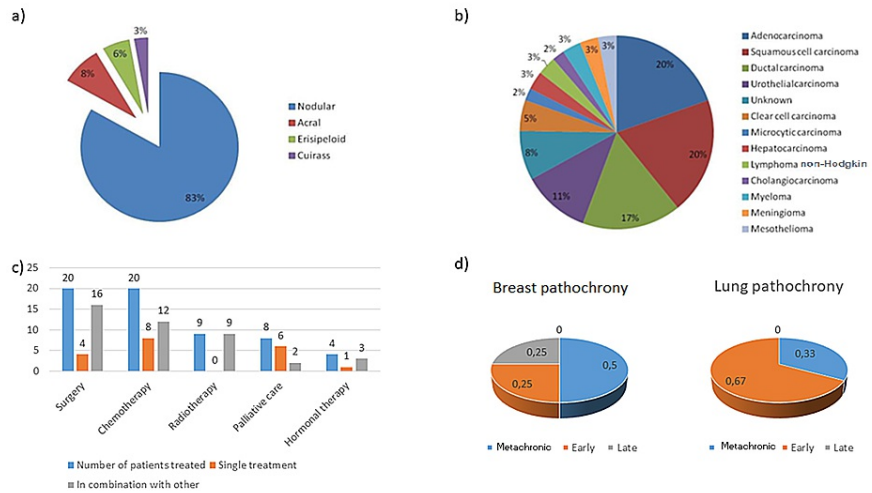 a)
3%
6%
8%
83%
Nodular
Acral
Erisipeloid
Cuirass
b)
3%
3%
3%
2%
3%
3%
2%
5%
8%
11%
17%
20%
20%
Adenocarcinoma
Squamous cell carcinoma
Ductal carcinoma
Urothelial carcinoma
Unknown
Clear cell carcinoma
Microcytic carcinoma
Hepatocarcinoma
Lymphoma non-Hodgkin
Cholangiocarcinoma
Myeloma
Meningioma
Mesothelioma
c)
25
20
15
10
5
0
20 4 16
20 8 12
9 0 9
8 6 2
4 1 3
Surgery
Chemotherapy
Radiotherapy
Palliative care
Hormonal therapy
Number of patients treated Single treatment
In combination with other
d)
Breast pathochrony
0
0,25
0,5
0,25
Metachronic Early Late
Lung pathochrony
0
0,33
0,67
Metachronic Early Late